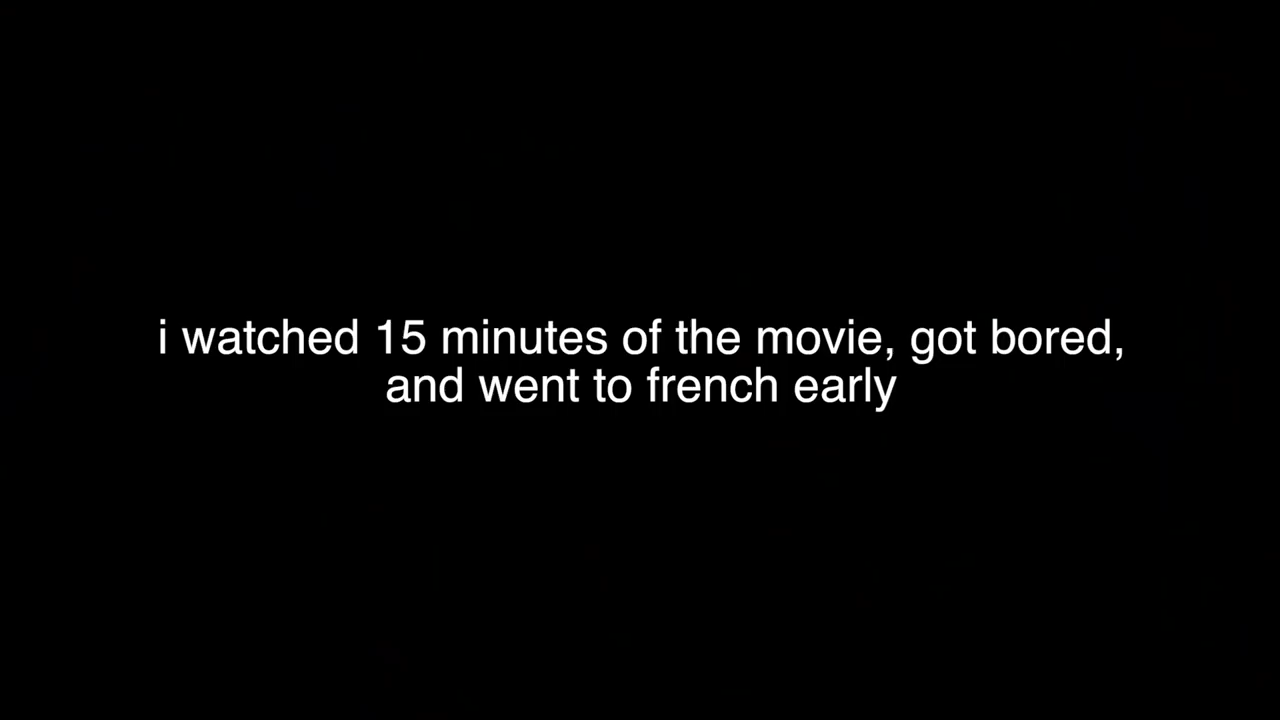 i watched 15 minutes of the movie, got bored,
and went to french early